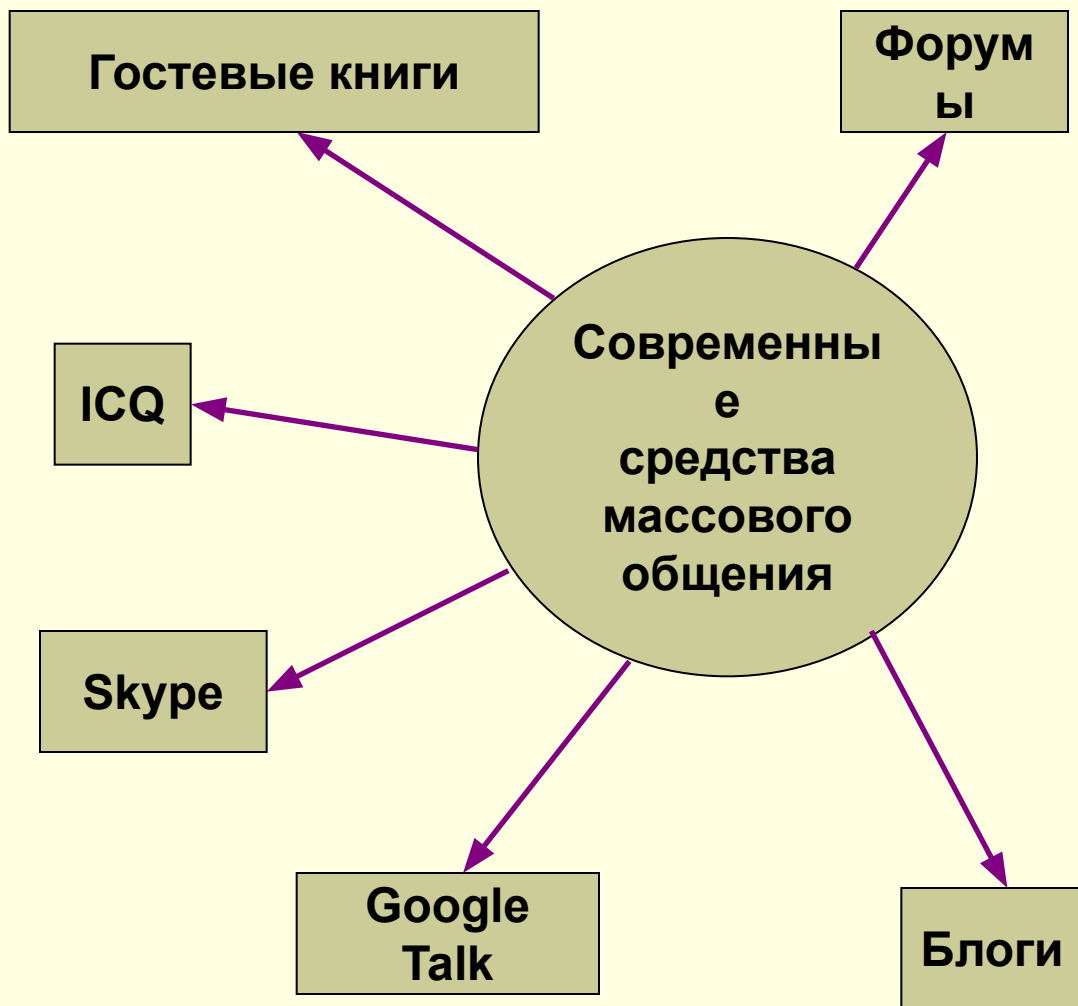 Гостевые книги
Форум
ы
Современны
е
средства
массового
общения
ICQ
Skype
Google
Talk
Блоги